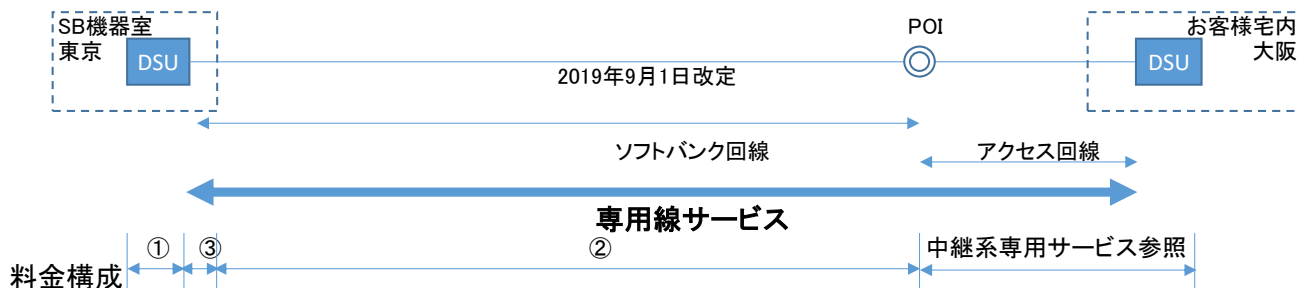 SB機器室
東京
DSU
POI
お客様宅内
大阪
DSU
2019年9月1日改定
ソフトバンク回線
アクセス回線
専用線サービス
料金構成
①
③
②
中継系専用サービス参照